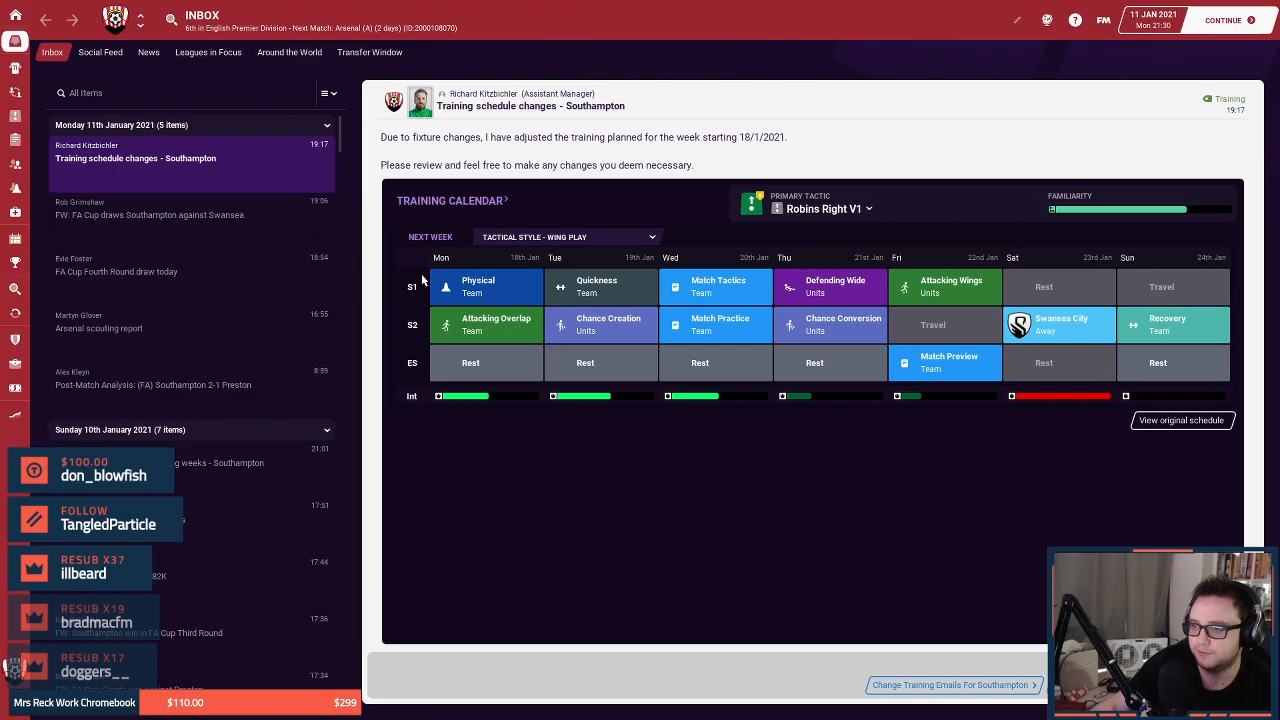 INBOX
6th in English Premier Division - Next Match: Arsenal (A) (2 days) (ID:2000108070)
FM
11 JAN 2021
Mon 21:30
CONTINUE
Inbox
Social Feed
News
Leagues in Focus
Around the World
Transfer Window
All Items
Monday 11th January 2021 (5 items)
Richard Kitzbichler
19:17
Training schedule changes - Southampton
Rob Grimshaw
19:06
FW: FA Cup draws Southampton against Swansea
Evie Foster
18:54
FA Cup Fourth Round draw today
Martyn Glover
16:55
Arsenal scouting report
Alex Kleyn
8:59
Post-Match Analysis: (FA) Southampton 2-1 Preston
Sunday 10th January 2021 (7 items)
21:01
weeks - Southampton
17:51
17:44
82K
17:36
FW: Southampton win in FA Cup Third Round
17:34
$100.00
don_blowfish
FOLLOW
TangledParticle
RESUB X37
illbeard
RESUB X19
bradmacfm
RESUB X17
doggers__
Mrs Reck Work Chromebook
$110.00
$299
Richard Kitzbichler (Assistant Manager)
Training schedule changes - Southampton
Training
19:17
Due to fixture changes, I have adjusted the training planned for the week starting 18/1/2021.
Please review and feel free to make any changes you deem necessary.
TRAINING CALENDAR
PRIMARY TACTIC
Robins Right V1
FAMILIARITY
NEXT WEEK
TACTICAL STYLE - WING PLAY
Mon 18th Jan Tue 19th Jan Wed 20th Jan Thu 21st Jan Fri 22nd Jan Sat 23rd Jan Sun 24th Jan
S1
Physical
Team
Quickness
Team
Match Tactics
Team
Defending Wide
Units
Attacking Wings
Units
Rest
Travel
S2
Attacking Overlap
Team
Chance Creation
Units
Match Practice
Team
Chance Conversion
Units
Travel
Swansea City
Away
Recovery
Team
ES
Rest
Rest
Rest
Rest
Match Preview
Team
Rest
Rest
Int
View original schedule
Change Training Emails For Southampton